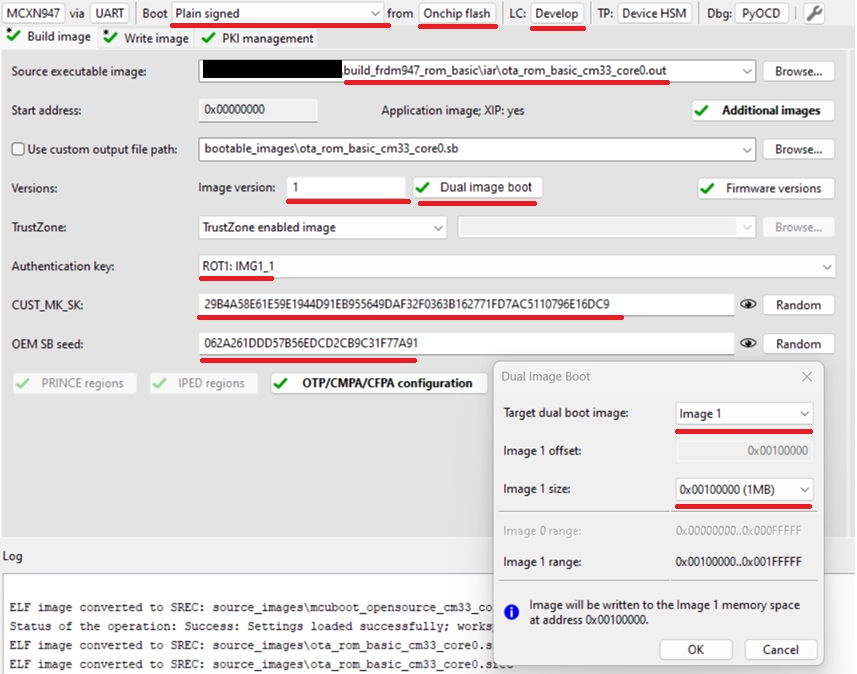 MCXN947 via UART Boot Plain signed from Onchip flash LC: Develop TP: Device HSM Dbg: PyOCD
Build image Write image PKI management
Source executable image: build_frdm947_rom_basic\iar\ota_rom_basic_cm33_core0.out Browse...
Start address: 0x00000000 Application image; XIP: yes Additional images
Use custom output file path: bootable_images\ota_rom_basic_cm33_core0.sb Browse...
Versions: Image version: 1 Dual image boot Firmware versions
TrustZone: TrustZone enabled image Browse...
Authentication key: ROT1: IMG1_1
CUST_MK_SK: 29B4A58E61E59E1944D91EB955649DAF32F0363B162771FD7AC5110796E16DC9 Random
OEM SB seed: 062A261DDD57B56EDCD2CB9C31F77A91 Random
PRINCE regions IPED regions OTP/CMPA/CFPA configuration
Dual Image Boot
Target dual boot image: Image 1
Image 1 offset: 0x00100000
Image 1 size: 0x00100000 (1MB)
Image 0 range: 0x00000000..0x000FFFFF
Image 1 range: 0x00100000..0x001FFFFF
Image will be written to the Image 1 memory space
at address 0x00100000.
OK Cancel
Log
ELF image converted to SREC: source_images\mcuboot_opensource_cm33_co
Status of the operation: Success: Settings loaded successfully; works
ELF image converted to SREC: source_images\ota_rom_basic_cm33_core0.s
ELF image converted to SREC: source_images\ota_rom_basic_cm33_core0.srec